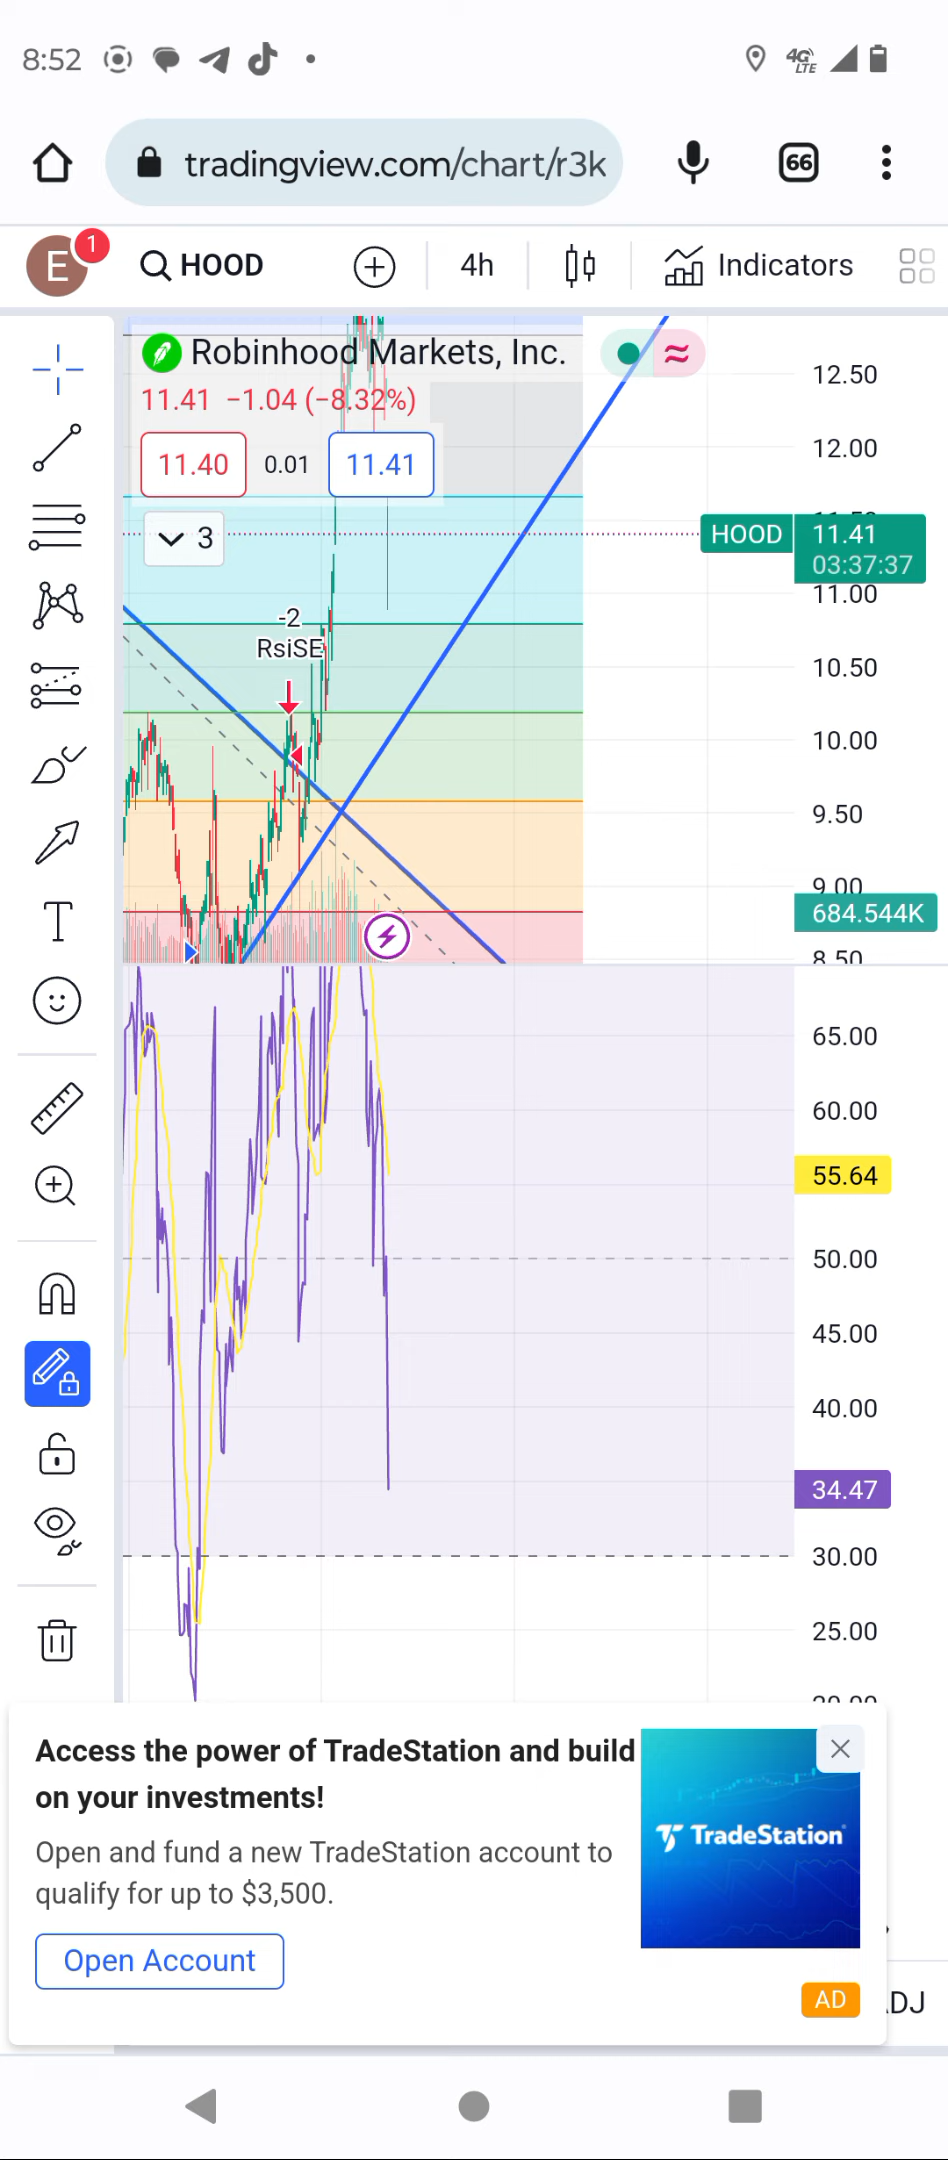 8:52
4G LTE
tradingview.com/chart/r3k
66
E
1
HOOD
4h
Indicators
Robinhood Markets, Inc.
11.41 −1.04 (−8.32%)
11.40
0.01
11.41
3
12.50
12.00
HOOD
11.41
03:37:37
11.00
-2
RsiSE
10.50
10.00
9.50
9.00
684.544K
8.50
65.00
60.00
55.64
50.00
45.00
40.00
34.47
30.00
25.00
Access the power of TradeStation and build
on your investments!
Open and fund a new TradeStation account to
qualify for up to $3,500.
TradeStation
Open Account
AD
ADJ